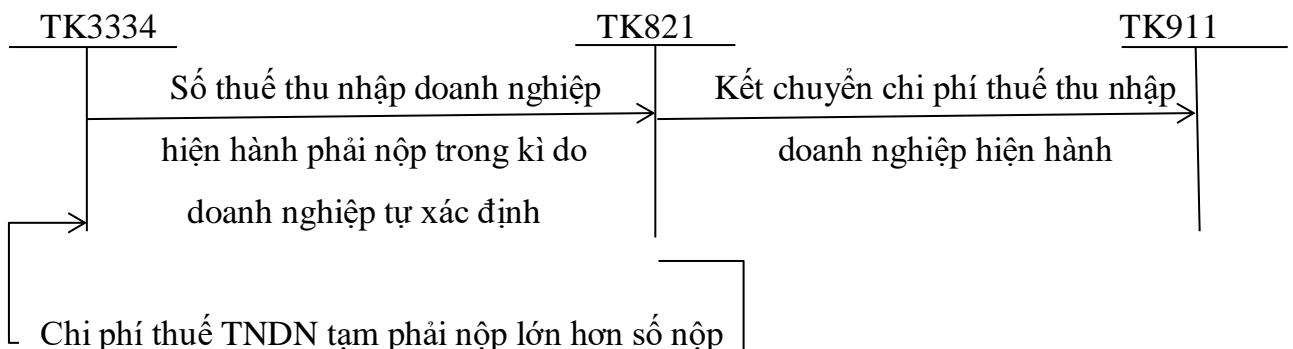 TK3334 TK821 TK911
Số thuế thu nhập doanh nghiệp
hiện hành phải nộp trong kì do
doanh nghiệp tự xác định
Kết chuyển chi phí thuế thu nhập
doanh nghiệp hiện hành
Chi phí thuế TNDN tạm phải nộp lớn hơn số nộp